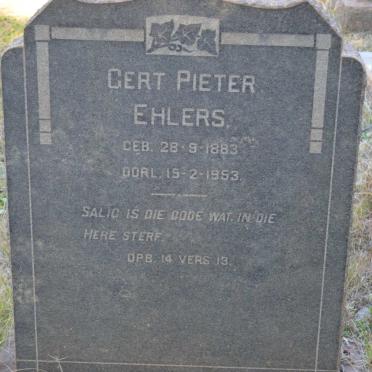 GERT PIETER
EHLERS.
GEB. 28-9-1883
OORL. 15-2-1953.
SALIG IS DIE DODE WAT IN DIE
HERE STERF.
OPB. 14 VERS 13.